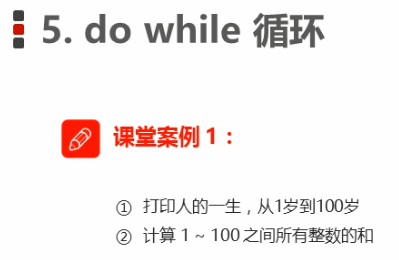 5. do while 循环
课堂案例 1：
① 打印人的一生，从1岁到100岁
② 计算 1 ~ 100 之间所有整数的和